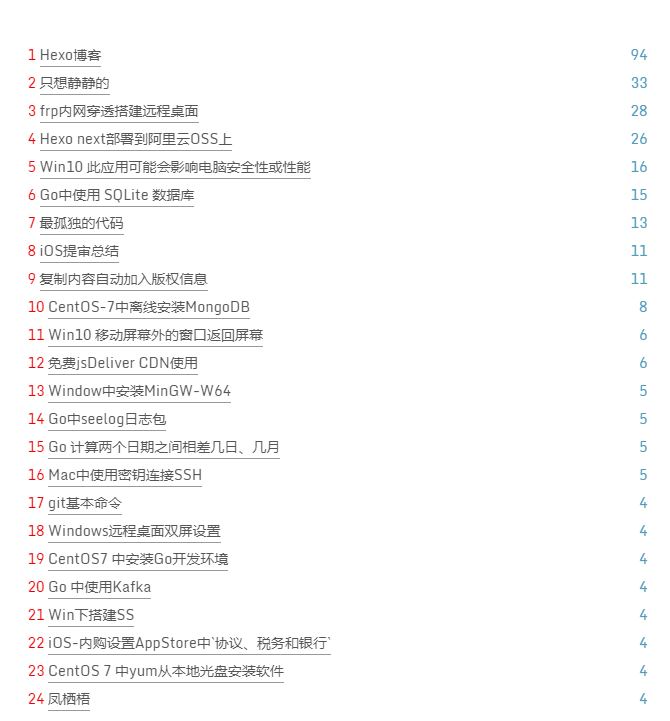 1 Hexo博客 94
2 只想静静的 33
3 frp内网穿透搭建远程桌面 28
4 Hexo next部署到阿里云OSS上 26
5 Win10 此应用可能会影响电脑安全性或性能 16
6 Go中使用 SQLite 数据库 15
7 最孤独的代码 13
8 iOS提审总结 11
9 复制内容自动加入版权信息 11
10 CentOS-7中离线安装MongoDB 8
11 Win10 移动屏幕外的窗口返回屏幕 6
12 免费jsDeliver CDN使用 6
13 Window中安装MinGW-W64 5
14 Go中seelog日志包 5
15 Go 计算两个日期之间相差几日、几月 5
16 Mac中使用密钥连接SSH 5
17 git基本命令 4
18 Windows远程桌面双屏设置 4
19 CentOS7 中安装Go开发环境 4
20 Go 中使用Kafka 4
21 Win下搭建SS 4
22 iOS-内购设置AppStore中`协议、税务和银行` 4
23 CentOS 7 中yum从本地光盘安装软件 4
24 凤栖梧 4